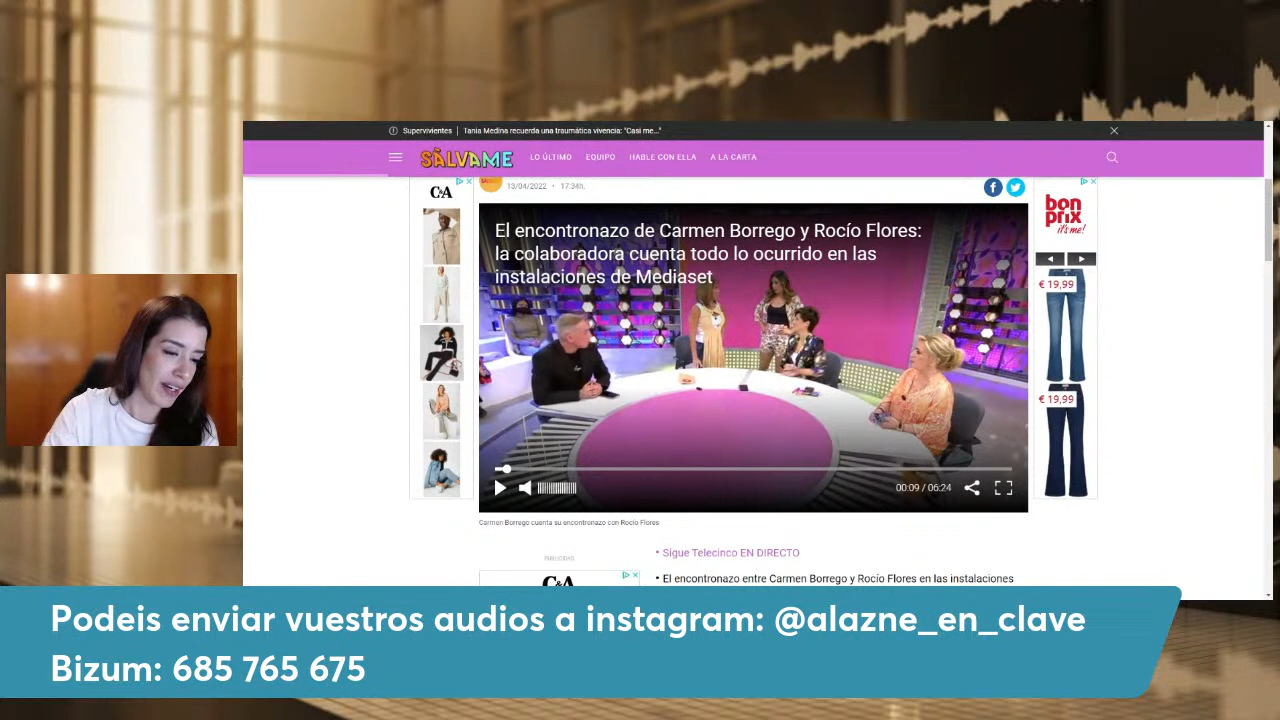 Supervivientes | Tania Medina recuerda una traumática vivencia: "Casi me..."
SÁLVAME LO ÚLTIMO EQUIPO HABLE CON ELLA A LA CARTA
13/04/2022 • 17:34h.
C&A
bon prix
it's me!
El encontronazo de Carmen Borrego y Rocío Flores:
la colaboradora cuenta todo lo ocurrido en las
instalaciones de Mediaset
€ 19,99
€ 19,99
00:09 / 06:24
Carmen Borrego cuenta su encontronazo con Rocío Flores
PUBLICIDAD
• Sigue Telecinco EN DIRECTO
C&A
• El encontronazo entre Carmen Borrego y Rocío Flores en las instalaciones
Podeis enviar vuestros audios a instagram: @alazne_en_clave
Bizum: 685 765 675